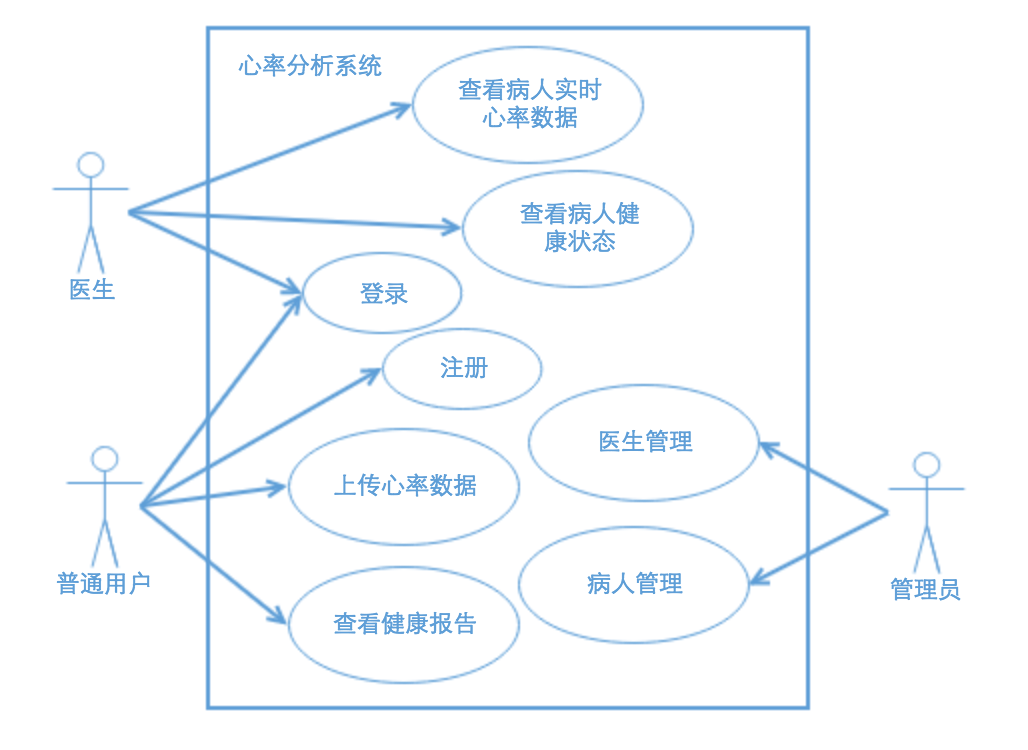 心率分析系统
查看病人实时
心率数据
查看病人健
康状态
医生
登录
注册
医生管理
上传心率数据
普通用户
病人管理
管理员
查看健康报告